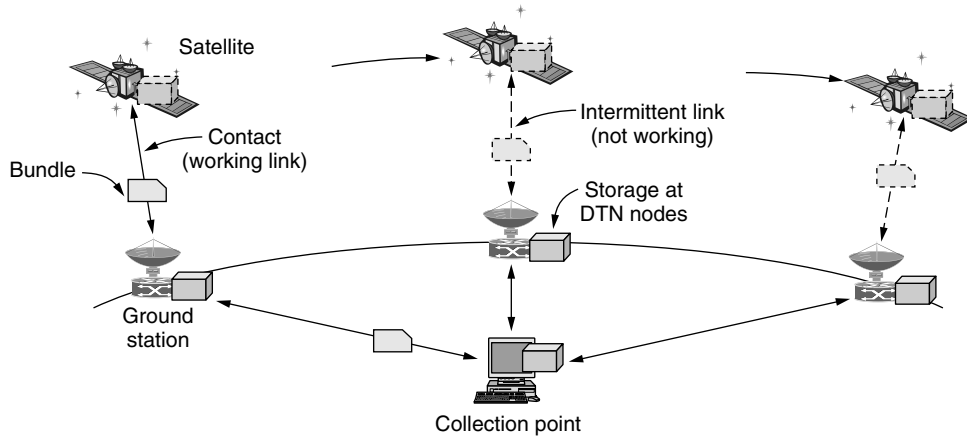 Satellite
Contact
(working link)
Bundle
Intermittent link
(not working)
Storage at
DTN nodes
Ground
station
Collection point